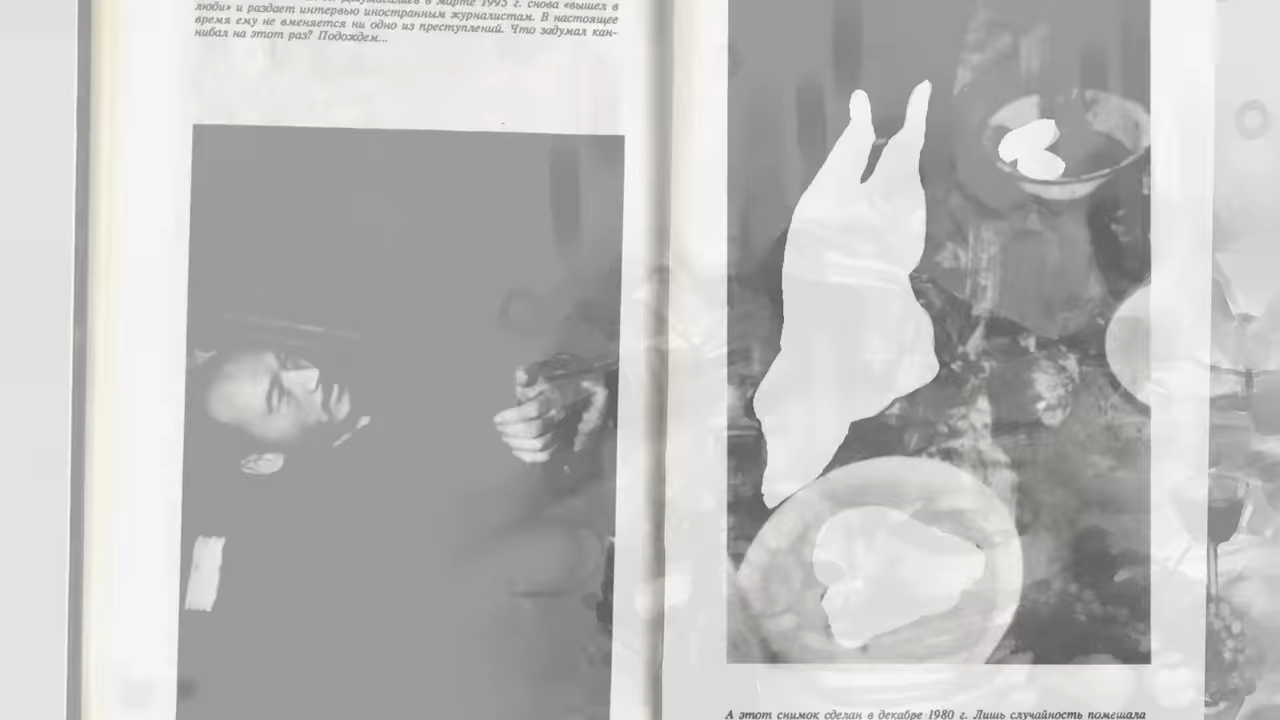 в марте 1995 г. снова «вышел в
люди» и раздает интервью иностранным журналистам. В настоящее
время ему не вменяется ни одно из преступлений. Что задумал кан-
нибал на этот раз? Подождем...
А этот снимок сделан в декабре 1980 г. Лишь случайность помешала